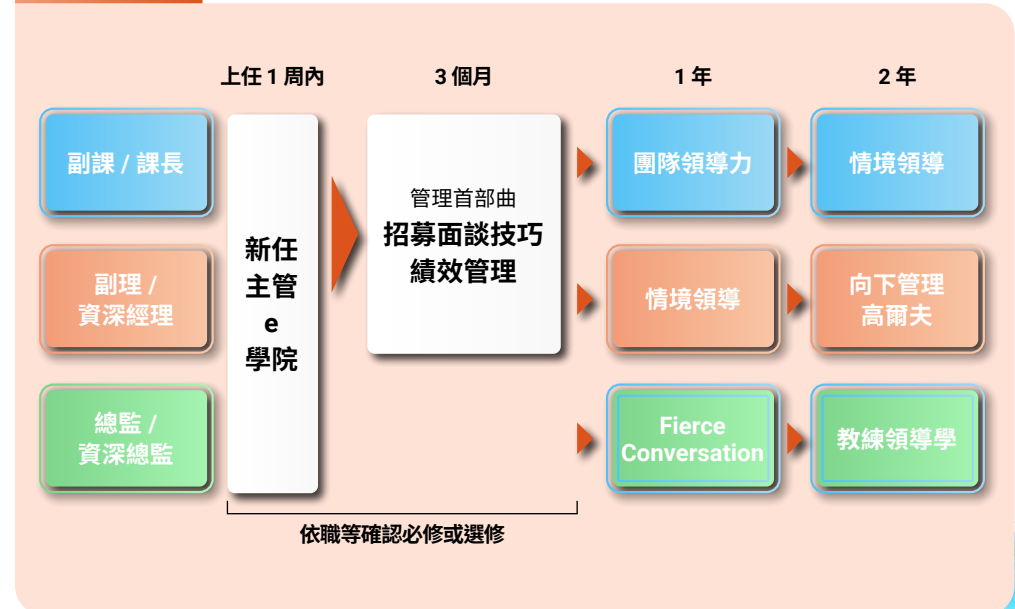 上任 1 周內
3 個月
1 年
2 年
副課 / 課長
新任
主管
e
學院
管理首部曲
招募面談技巧
績效管理
團隊領導力
情境領導
副理 /
資深經理
情境領導
向下管理
高爾夫
總監 /
資深總監
Fierce
Conversation
教練領導學
依職等確認必修或選修